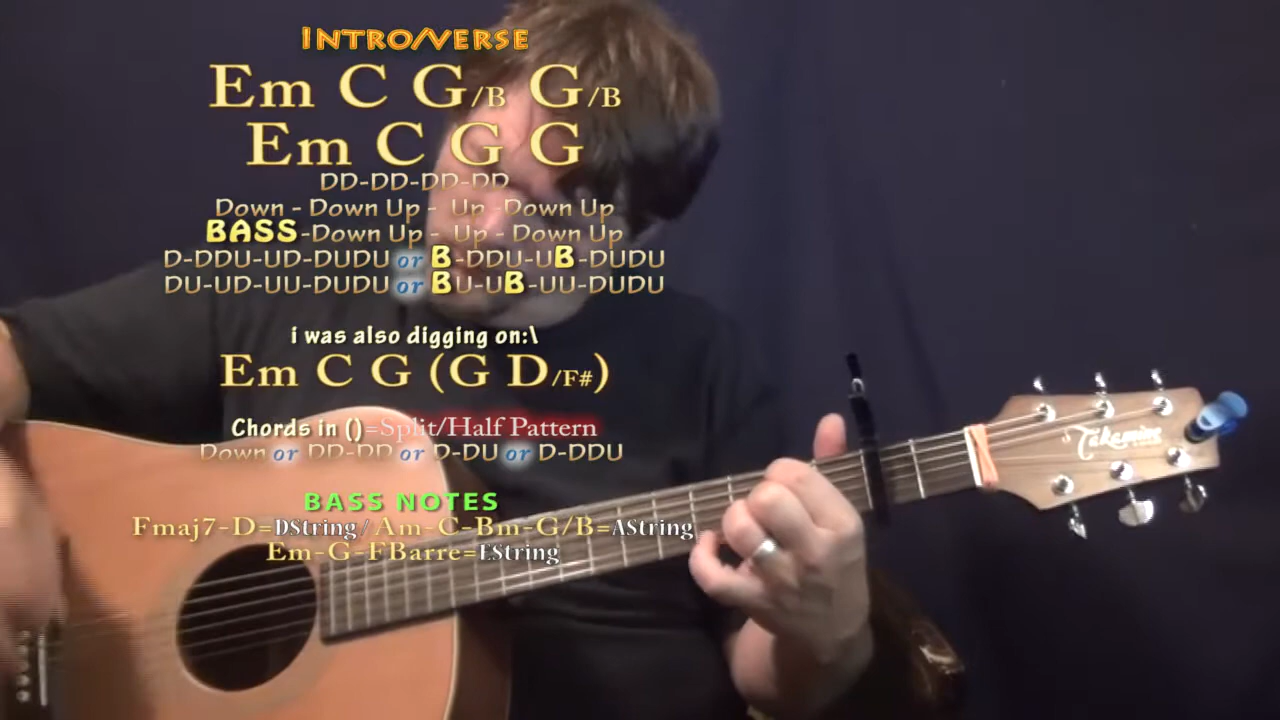 Intro/verse
Em C G/B G/B
Em C G G
DD-DD-DD-DD
Down - Down Up - Up - Down Up
BASS-Down Up - Up - Down Up
D-DDU-UD-DUDU or B-DDU-UB-DUDU
DU-UD-UU-DUDU or BU-UB-UU-DUDU
i was also digging on:\
Em C G (G D/F#)
Chords in ()=Split/Half Pattern
Down or DD-DD or D-DU or D-DDU
BASS NOTES
Fmaj7-D=DString / Am-C-Bm-G/B=AString
Em-G-FBarre=EString
Takamine